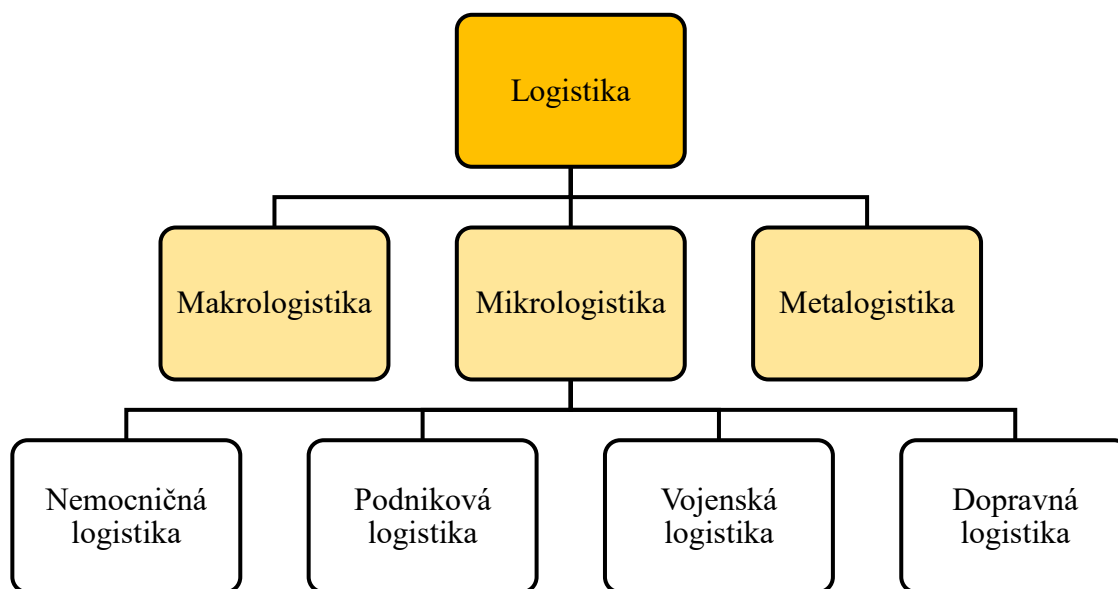 Logistika
Makrologistika
Mikrologistika
Metalogistika
Nemocničná
logistika
Podniková
logistika
Vojenská
logistika
Dopravná
logistika